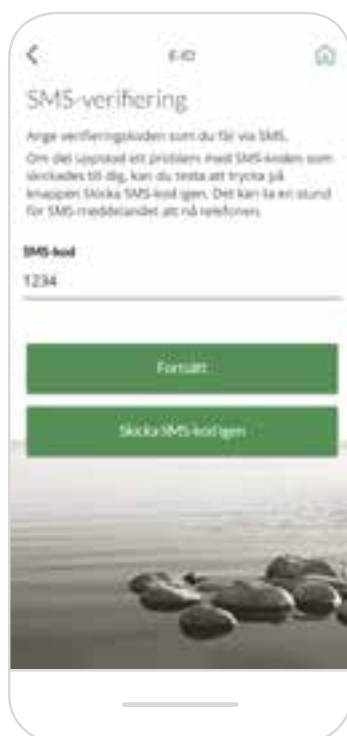 E-ID
SMS-verifiering
Ange verifieringskoden som du får via SMS.
Om det uppstod ett problem med SMS-koden som
skickades till dig, kan du testa att trycka på
knappen Skicka SMS-kod igen. Det kan ta en stund
för SMS-meddelandet att nå telefonen.
SMS-kod
1234
Fortsätt
Skicka SMS-kod igen